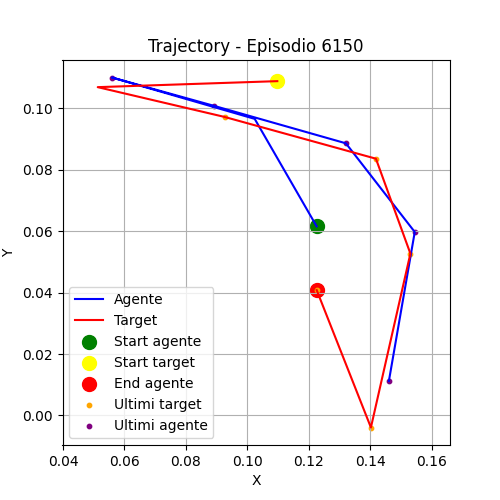 Trajectory - Episodio 6150
Y
0.10
0.08
0.06
0.04
0.02
0.00
Agente
Target
Start agente
Start target
End agente
Ultimi target
Ultimi agente
0.04 0.06 0.08 0.10 0.12 0.14 0.16
X